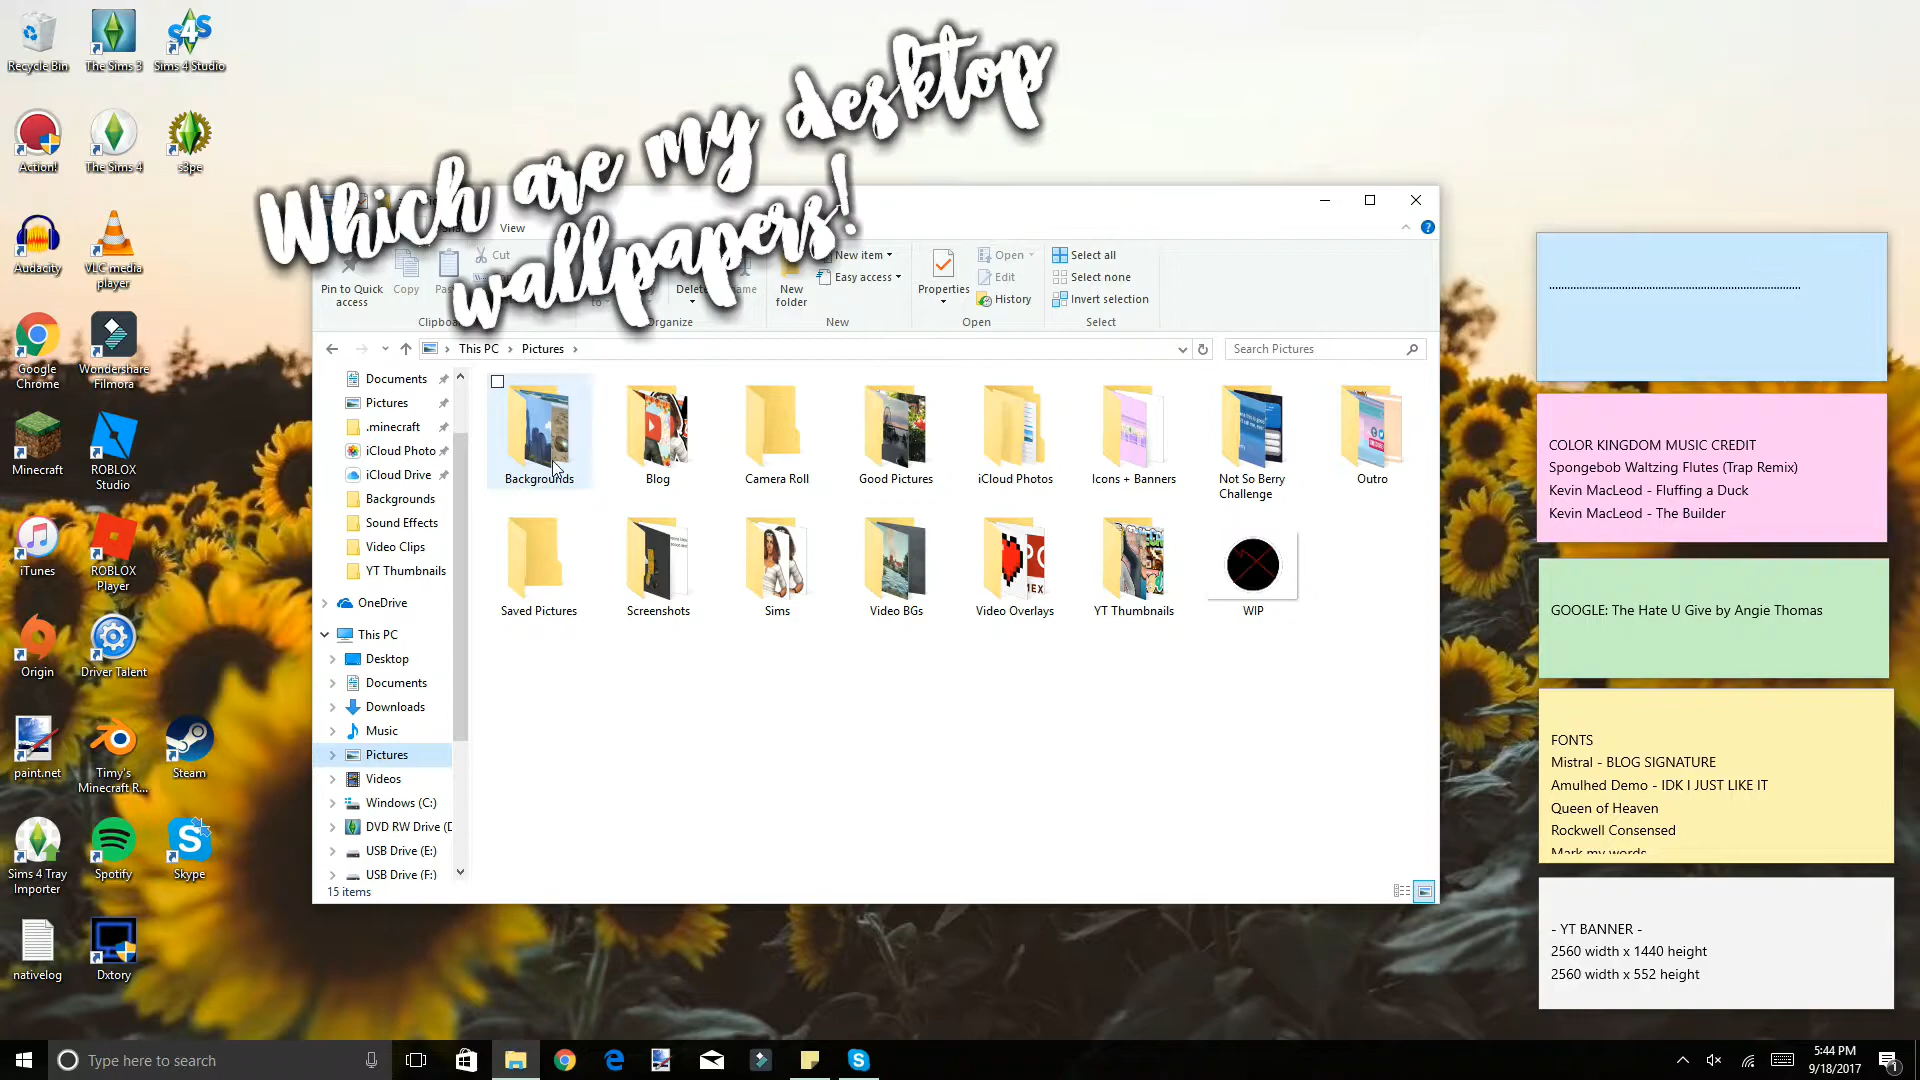 Which are my desktop
wallpapers!
Recycle Bin
The Sims 3
Sims 4 Studio
Action!
The Sims 4
s3pe
Audacity
VLC media
player
Google
Chrome
Wondershare
Filmora
Minecraft
ROBLOX
Studio
iTunes
ROBLOX
Player
Origin
Driver Talent
paint.net
Timy's
Minecraft R...
Steam
Sims 4 Tray
Importer
Spotify
Skype
nativelog
Dxtory
View
Pin to Quick
access
Copy
Cut
Delete
New
folder
New item
Easy access
Properties
Open
Edit
History
Select all
Select none
Invert selection
Organize
New
Open
Select
This PC
Pictures
Search Pictures
Documents
Pictures
.minecraft
iCloud Photo
iCloud Drive
Backgrounds
Sound Effects
Video Clips
YT Thumbnails
OneDrive
This PC
Desktop
Documents
Downloads
Music
Pictures
Videos
Windows (C:)
DVD RW Drive (D
USB Drive (E:)
USB Drive (F:)
15 items
Backgrounds
Blog
Camera Roll
Good Pictures
iCloud Photos
Icons + Banners
Not So Berry
Challenge
Outro
Saved Pictures
Screenshots
Sims
Video BGs
Video Overlays
YT Thumbnails
WIP
COLOR KINGDOM MUSIC CREDIT
Spongebob Waltzing Flutes (Trap Remix)
Kevin MacLeod - Fluffing a Duck
Kevin MacLeod - The Builder
GOOGLE: The Hate U Give by Angie Thomas
FONTS
Mistral - BLOG SIGNATURE
Amulhed Demo - IDK I JUST LIKE IT
Queen of Heaven
Rockwell Consensed
Mark my words
- YT BANNER -
2560 width x 1440 height
2560 width x 552 height
Type here to search
5:44 PM
9/18/2017
1